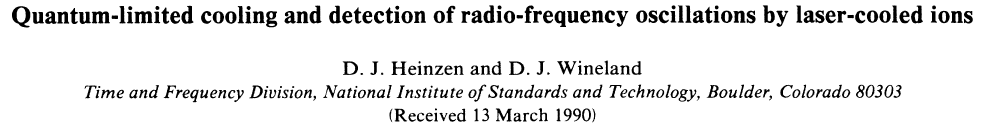 Quantum-limited cooling and detection of radio-frequency oscillations by laser-cooled ions
D. J. Heinzen and D. J. Wineland
Time and Frequency Division, National Institute of Standards and Technology, Boulder, Colorado 80303
(Received 13 March 1990)